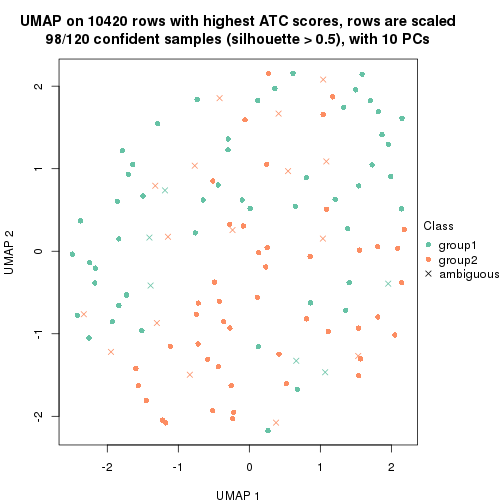 UMAP on 10420 rows with highest ATC scores, rows are scaled
98/120 confident samples (silhouette > 0.5), with 10 PCs
2
1
0
-1
-2
UMAP 2
-2
-1
0
1
2
UMAP 1
Class
group1
group2
ambiguous